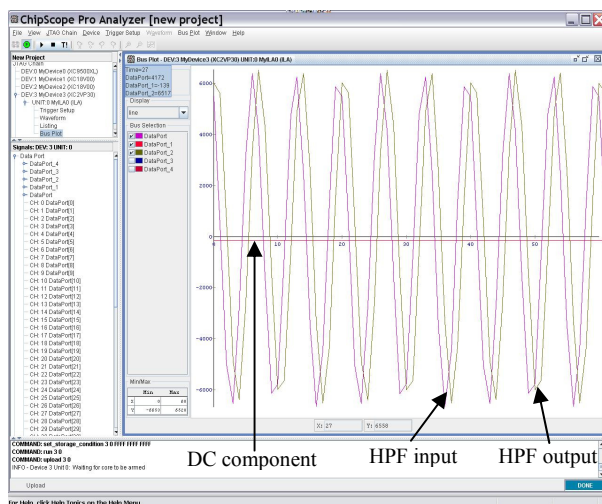 ChipScope Pro Analyzer [new project]
File View JTAG Chain Device Trigger Setup Waveform Bus Plot Window Help
New Project
JTAG Chain
DEV:0 MyDevice0 (XC9500XL)
DEV:1 MyDevice1 (XC18V00)
DEV:2 MyDevice2 (XC18V00)
DEV:3 MyDevice3 (XC2VP30)
UNIT:0 MyILA0 (ILA)
Trigger Setup
Waveform
Listing
Bus Plot
Signals: DEV: 3 UNIT: 0
Data Port
DataPort_4
DataPort_3
DataPort_2
DataPort_1
DataPort
CH: 0 DataPort[0]
CH: 1 DataPort[1]
CH: 2 DataPort[2]
CH: 3 DataPort[3]
CH: 4 DataPort[4]
CH: 5 DataPort[5]
CH: 6 DataPort[6]
CH: 7 DataPort[7]
CH: 8 DataPort[8]
CH: 9 DataPort[9]
CH: 10 DataPort[10]
CH: 11 DataPort[11]
CH: 12 DataPort[12]
CH: 13 DataPort[13]
CH: 14 DataPort[14]
CH: 15 DataPort[15]
CH: 16 DataPort[16]
CH: 17 DataPort[17]
CH: 18 DataPort[18]
CH: 19 DataPort[19]
CH: 20 DataPort[20]
CH: 21 DataPort[21]
CH: 22 DataPort[22]
CH: 23 DataPort[23]
CH: 24 DataPort[24]
CH: 25 DataPort[25]
CH: 26 DataPort[26]
CH: 27 DataPort[27]
CH: 28 DataPort[28]
CH: 29 DataPort[29]
Bus Plot - DEV:3 MyDevice3 (XC2VP30) UNIT:0 MyILA0 (ILA)
Time=27
DataPort=4172
DataPort_1=-139
DataPort_2=6517
Display
line
Bus Selection
DataPort
DataPort_1
DataPort_2
DataPort_3
DataPort_4
Min/Max
Min Max
X 0
Y
6000
4000
2000
0
-2000
-4000
-6000
0 10 20 30 40 50
X: 27 Y: 6558
DC component HPF input HPF output
COMMAND: set_storage_condition 3 0 FFFF FFFF FFFF
COMMAND: run 3 0
COMMAND: upload 3 0
INFO - Device 3 Unit 0: Waiting for core to be armed
Upload
DONE
For Help, click Help Topics on the Help Menu